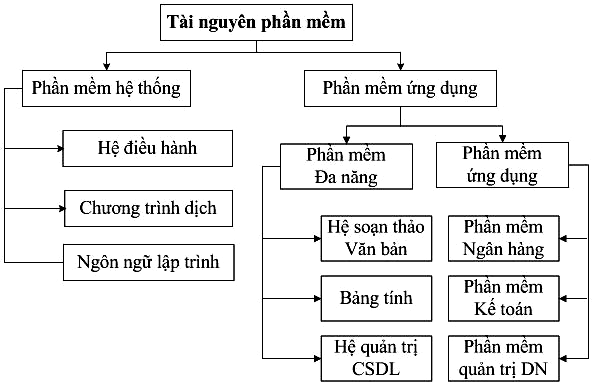 Tài nguyên phần mềm
Phần mềm hệ thống
Phần mềm ứng dụng
Hệ điều hành
Chương trình dịch
Ngôn ngữ lập trình
Phần mềm
Đa năng
Phần mềm
ứng dụng
Hệ soạn thảo
Văn bản
Bảng tính
Hệ quản trị
CSDL
Phần mềm
Ngân hàng
Phần mềm
Kế toán
Phần mềm
quản trị DN